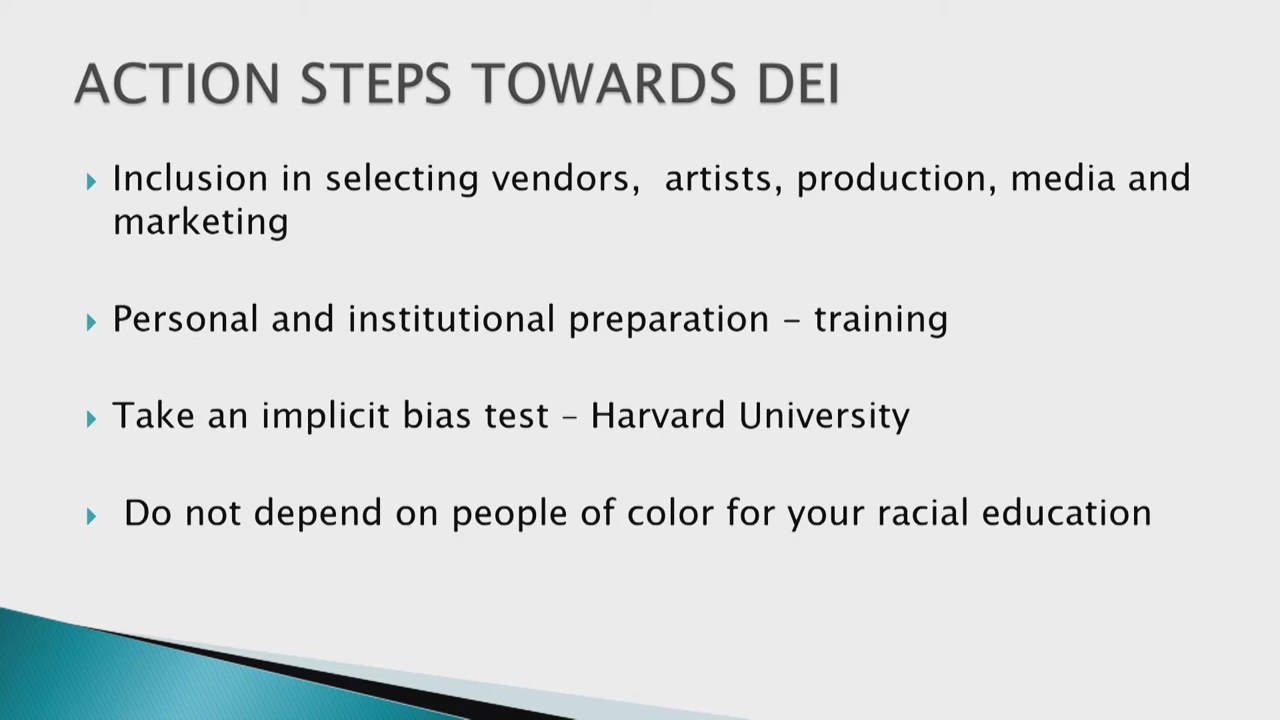 ACTION STEPS TOWARDS DEI
Inclusion in selecting vendors,  artists, production, media and
marketing
Personal and institutional preparation – training
Take an implicit bias test – Harvard University
Do not depend on people of color for your racial education